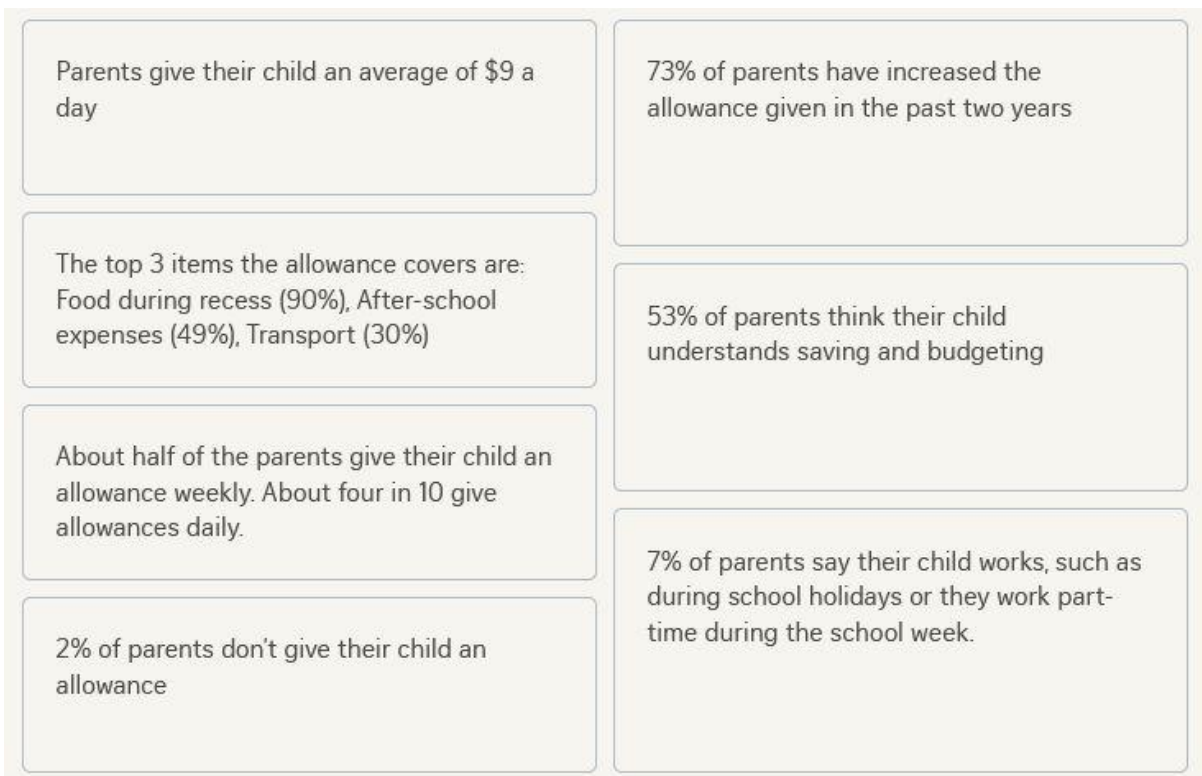 Parents give their child an average of $9 a
day
The top 3 items the allowance covers are:
Food during recess (90%), After-school
expenses (49%), Transport (30%)
About half of the parents give their child an
allowance weekly. About four in 10 give
allowances daily.
2% of parents don't give their child an
allowance
73% of parents have increased the
allowance given in the past two years
53% of parents think their child
understands saving and budgeting
7% of parents say their child works, such as
during school holidays or they work part-
time during the school week.